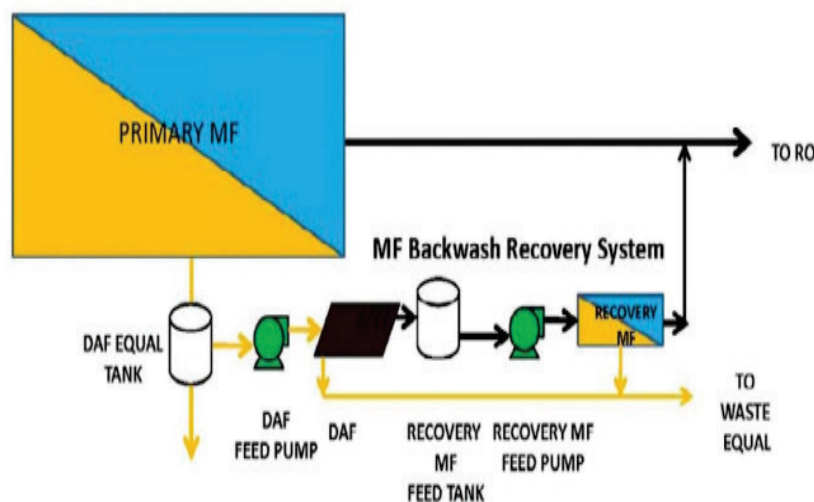 PRIMARY MF
TO RO
MF Backwash Recovery System
RECOVERY
MF
DAF EQUAL
TANK
DAF
FEED PUMP
DAF
RECOVERY
MF
FEED TANK
RECOVERY MF
FEED PUMP
TO
WASTE
EQUAL